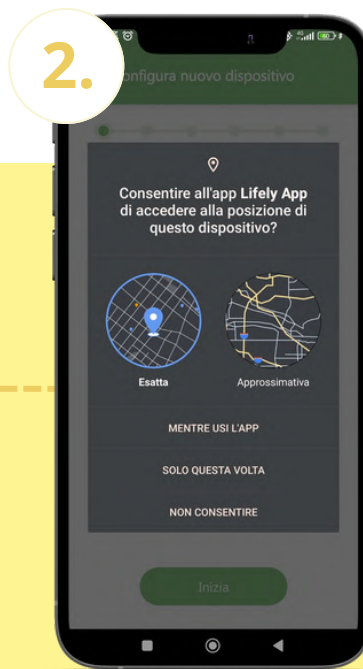 2.
onfigura nuovo dispositivo
Consentire all'app Lifely App
di accedere alla posizione di
questo dispositivo?
Esatta
Approssimativa
MENTRE USI L'APP
SOLO QUESTA VOLTA
NON CONSENTIRE
Inizia